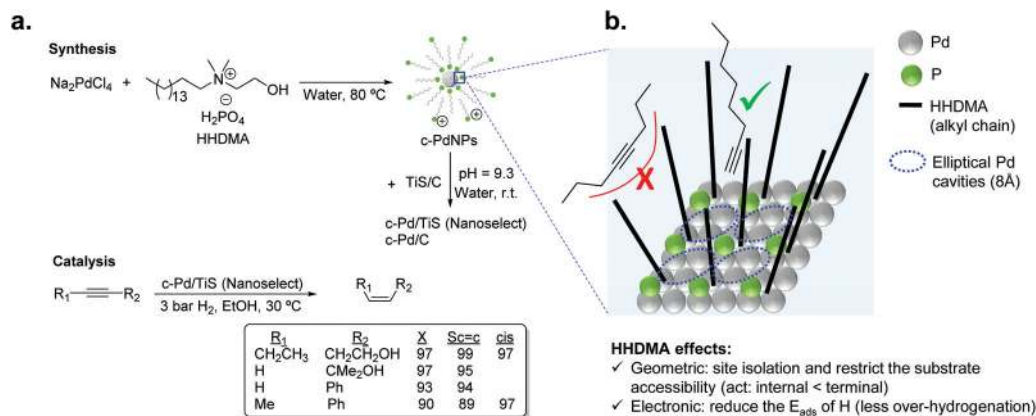 a.
Synthesis
Na₂PdCl₄ + 13 N ⊕ OH
⊖
H₂PO₄
HHDMA
Water, 80 ºC
⊕ ⊕
c-PdNPs
+ TiS/C
pH = 9.3
Water, r.t.
c-Pd/TiS (Nanoselect)
c-Pd/C
Catalysis
R₁ R₂
c-Pd/TiS (Nanoselect)
3 bar H₂, EtOH, 30 ºC
R₁ R₂
R₁ R₂ X Sc=c cis
CH₂CH₃ CH₂CH₂OH 97 99 97
H CMe₂OH 97 95
H Ph 93 94
Me Ph 90 89 97
b.
✓
X
Pd
P
HHDMA
(alkyl chain)
Elliptical Pd
cavities (8Å)
HHDMA effects:
✓ Geometric: site isolation and restrict the substrate
accessibility (act: internal < terminal)
✓ Electronic: reduce the Eads of H (less over-hydrogenation)